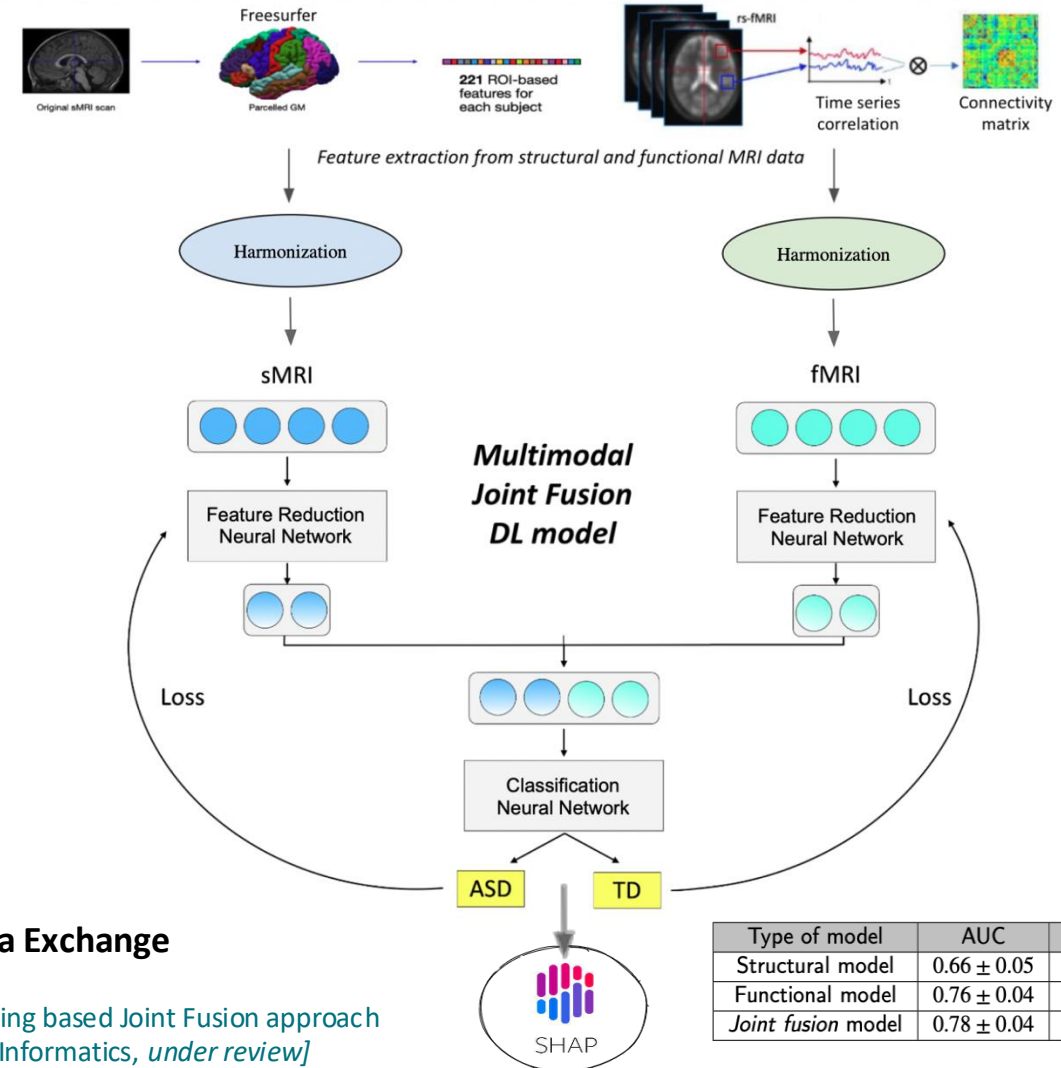 Freesurfer
rs-fMRI
Original sMRI scan
Parcelled GM
221 ROI-based
features for
each subject
t
Time series
correlation
Connectivity
matrix
Feature extraction from structural and functional MRI data
Harmonization
Harmonization
sMRI
fMRI
Multimodal
Joint Fusion
DL model
Feature Reduction
Neural Network
Feature Reduction
Neural Network
Loss
Loss
Classification
Neural Network
ASD
TD
a Exchange
ing based Joint Fusion approach
Informatics, under review]
SHAP
Type of model AUC
Structural model 0.66 ± 0.05
Functional model 0.76 ± 0.04
Joint fusion model 0.78 ± 0.04